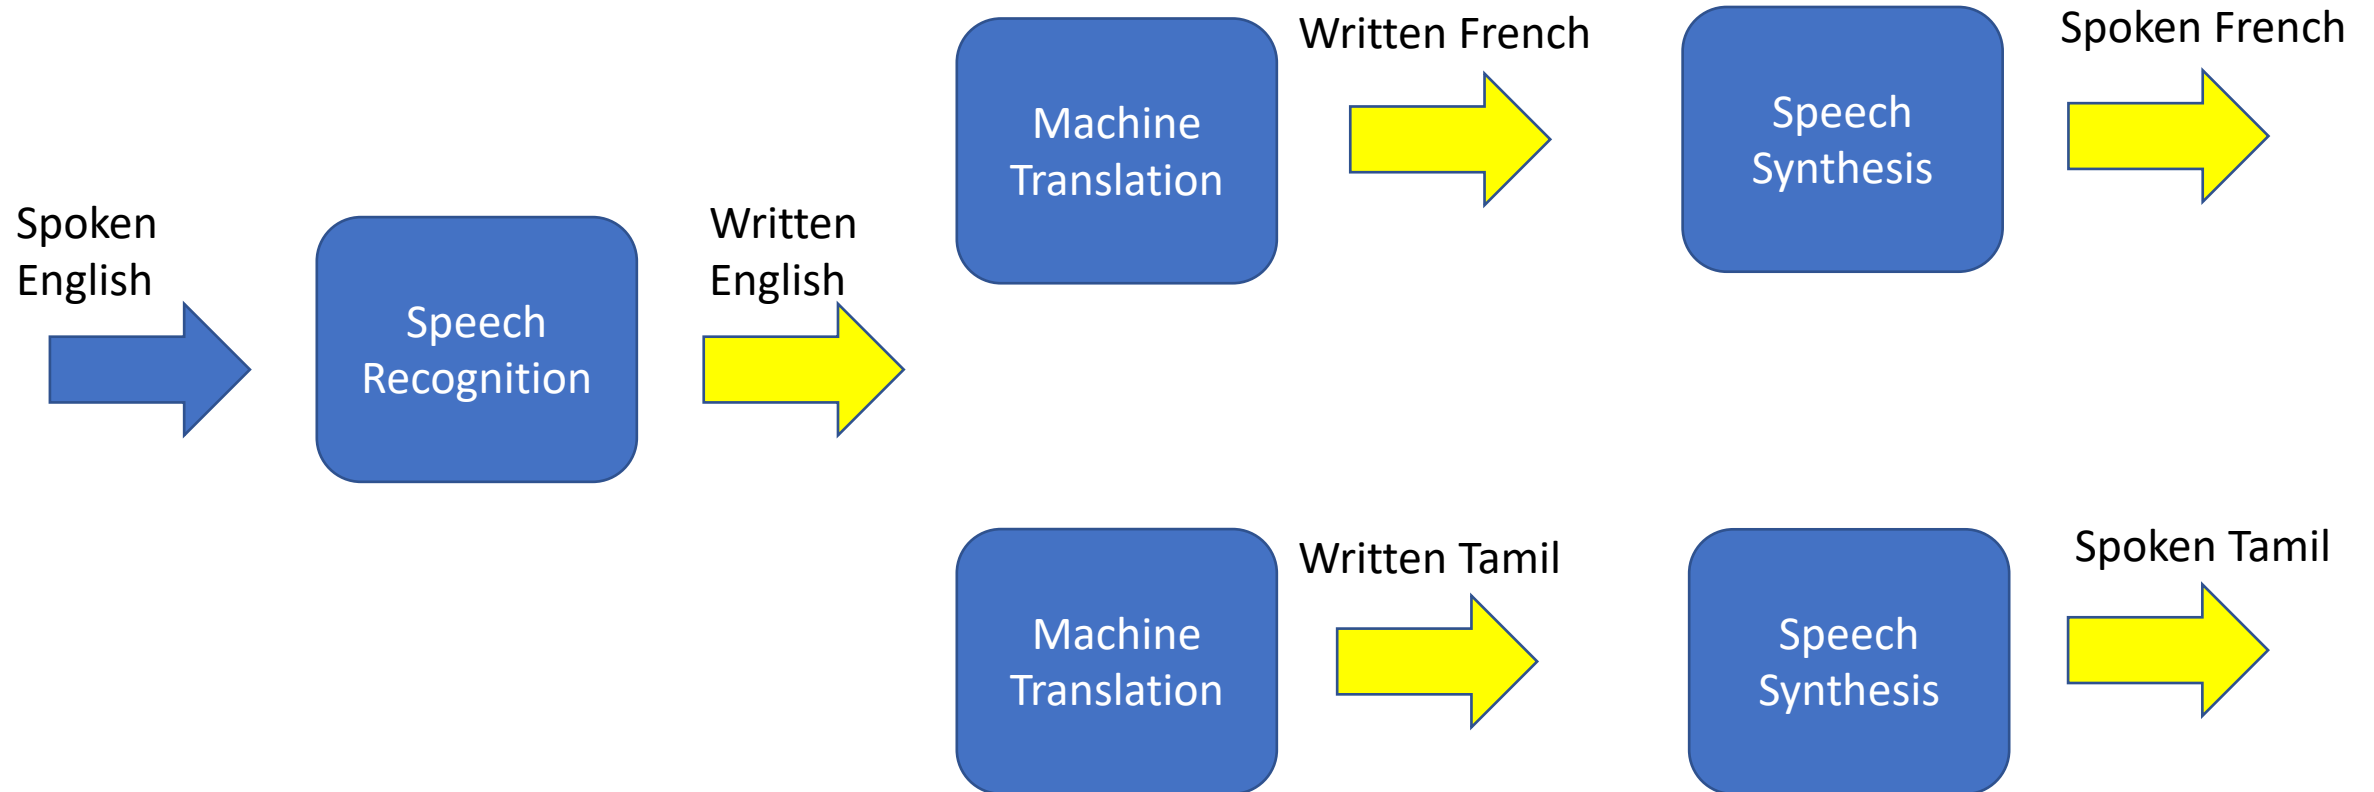 Spoken
English
Speech
Recognition
Written
English
Machine
Translation
Written French
Speech
Synthesis
Spoken French
Machine
Translation
Written Tamil
Speech
Synthesis
Spoken Tamil